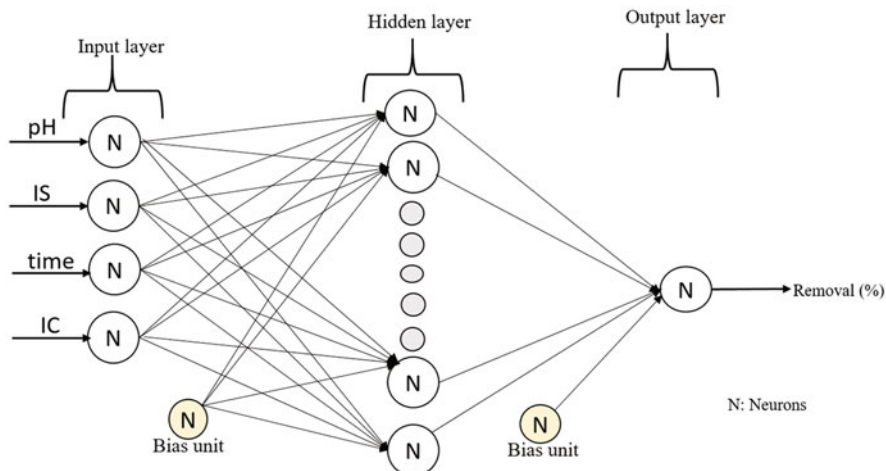 Input layer
Hidden layer
Output layer
pH
N
IS
N
time
N
IC
N
N
Bias unit
N
N
N
N
N
Bias unit
N
Removal (%)
N: Neurons